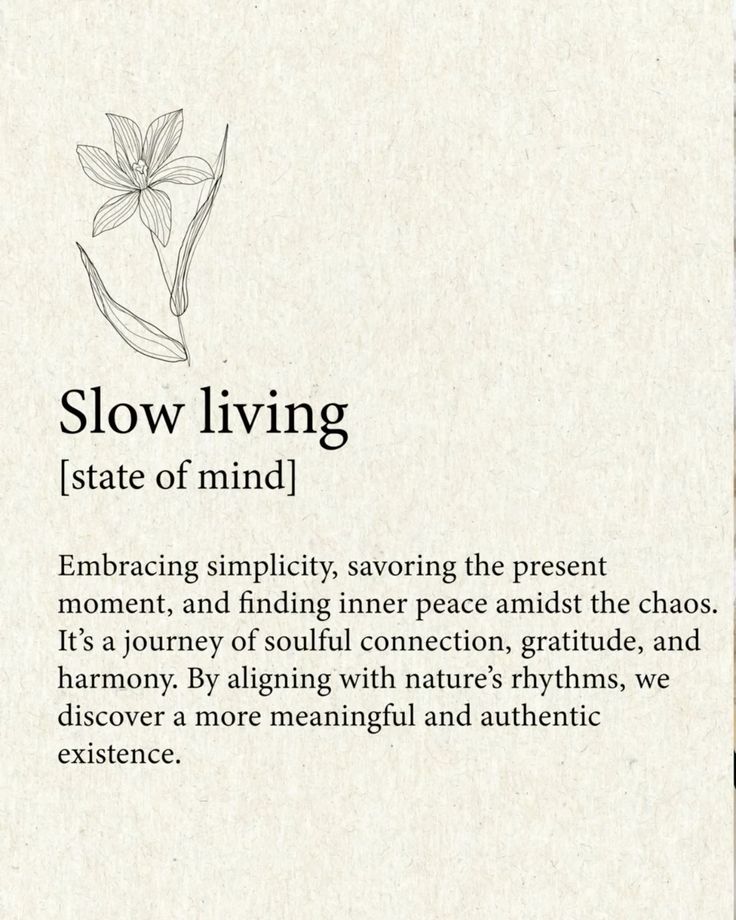 Slow living
[state of mind]
Embracing simplicity, savoring the present
moment, and finding inner peace amidst the chaos.
It’s a journey of soulful connection, gratitude, and
harmony. By aligning with nature’s rhythms, we
discover a more meaningful and authentic
existence.